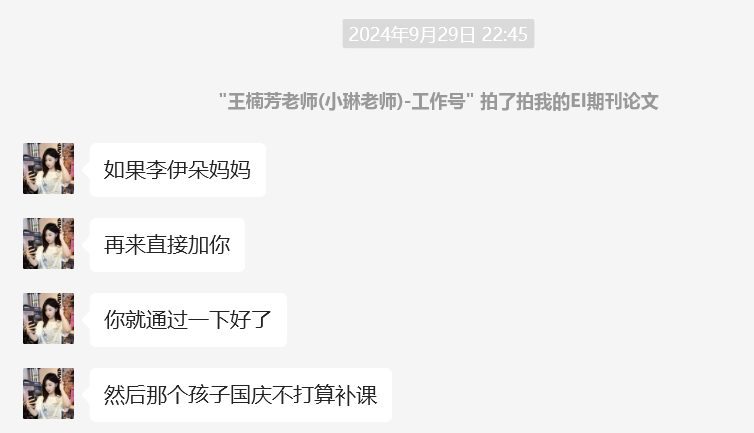 2024年9月29日 22:45
"王楠芳老师(小琳老师)-工作号" 拍了拍我的EI期刊论文
如果李伊朵妈妈
再来直接加你
你就通过一下好了
然后那个孩子国庆不打算补课